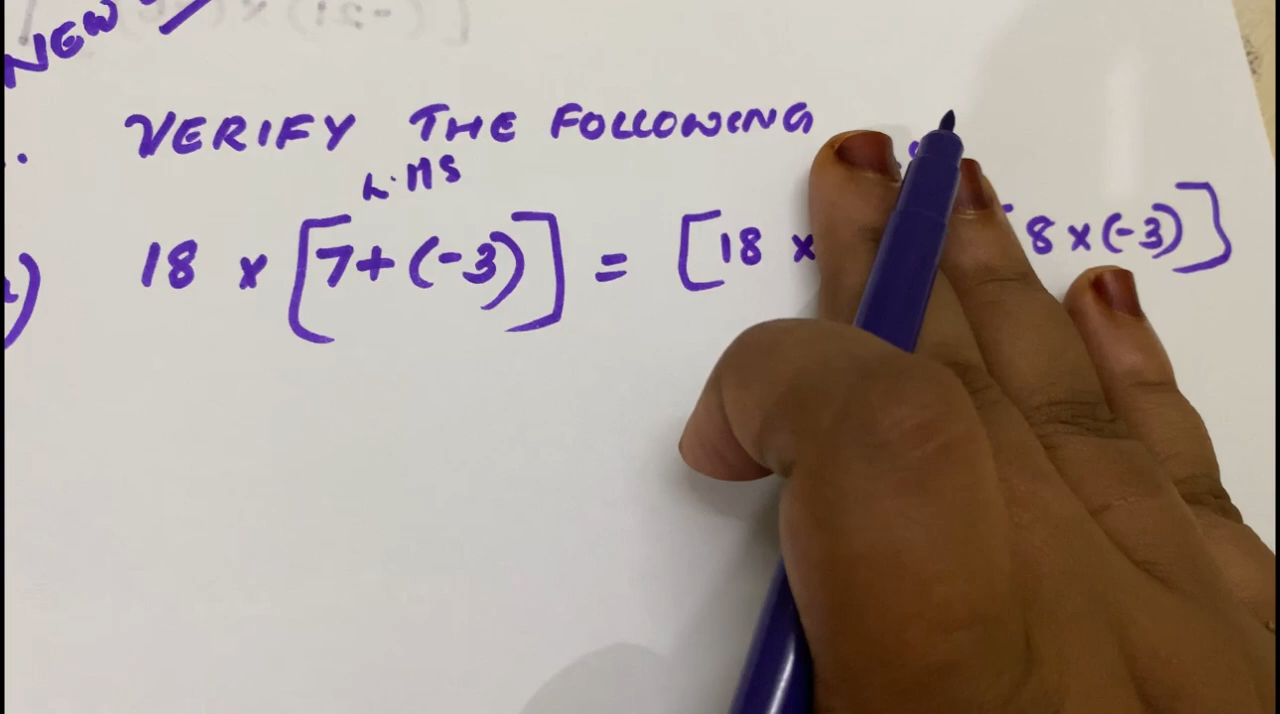 NEW
VERIFY THE FOLLOWING
L.HS
18 x [7+(-3)] = [18 x 8 x (-3)]